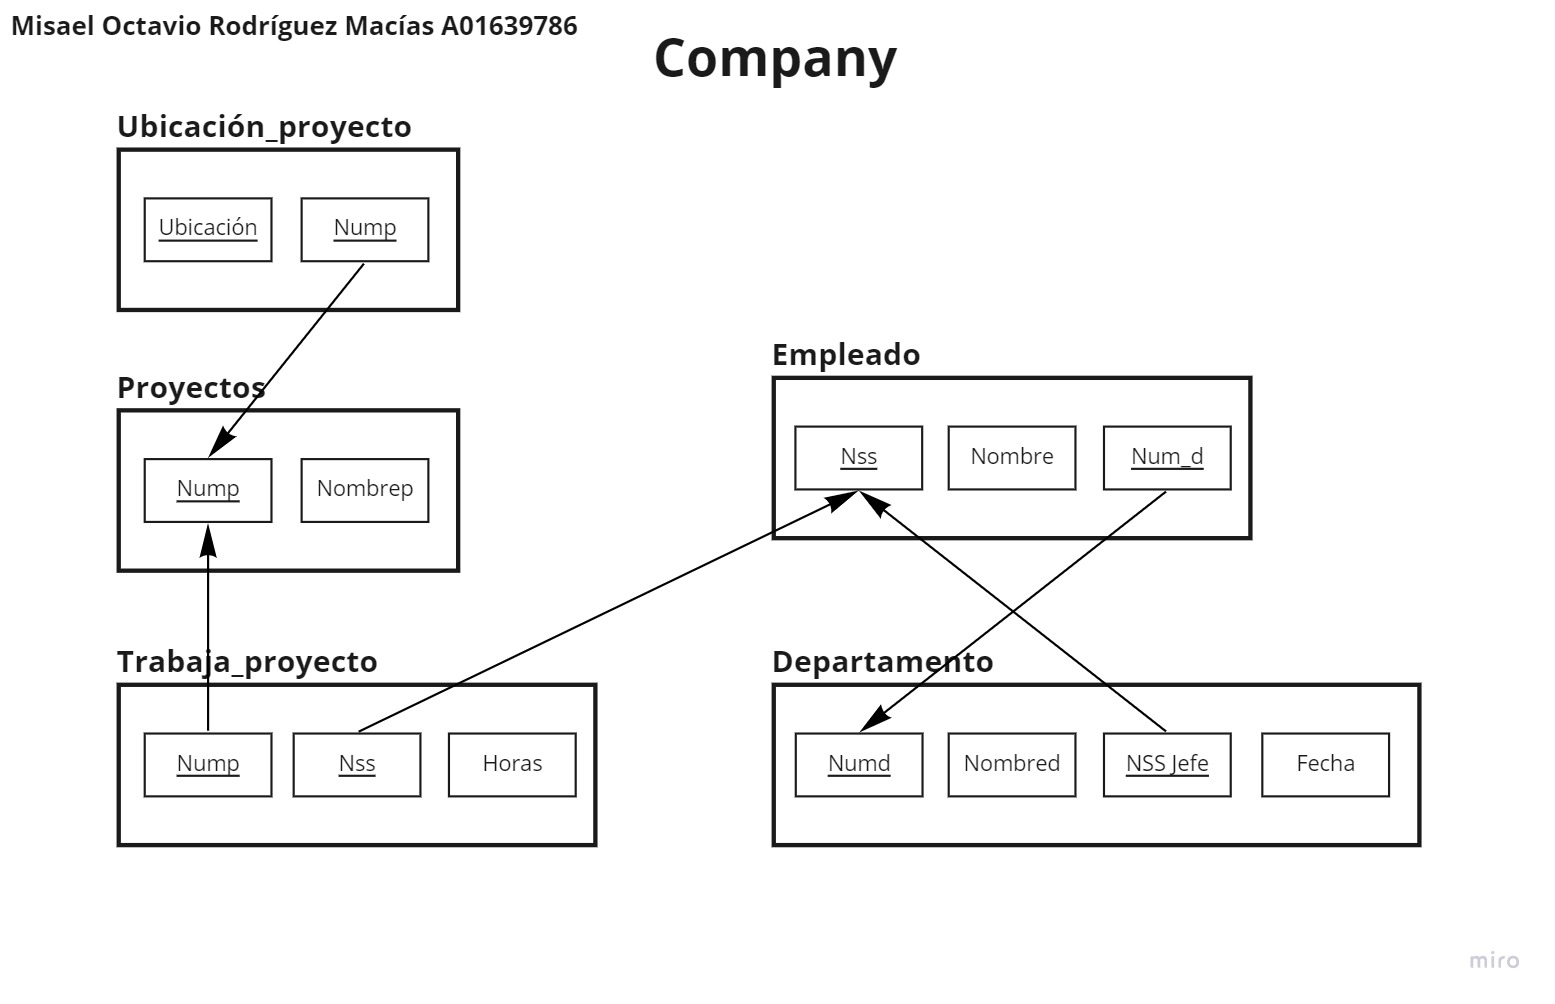 Misael Octavio Rodríguez Macías A01639786
Company
Ubicación_proyecto
Ubicación
Nump
Proyectos
Nump
Nombrep
Empleado
Nss
Nombre
Num_d
Trabaja_proyecto
Nump
Nss
Horas
Departamento
Numd
Nombred
NSS Jefe
Fecha
miro